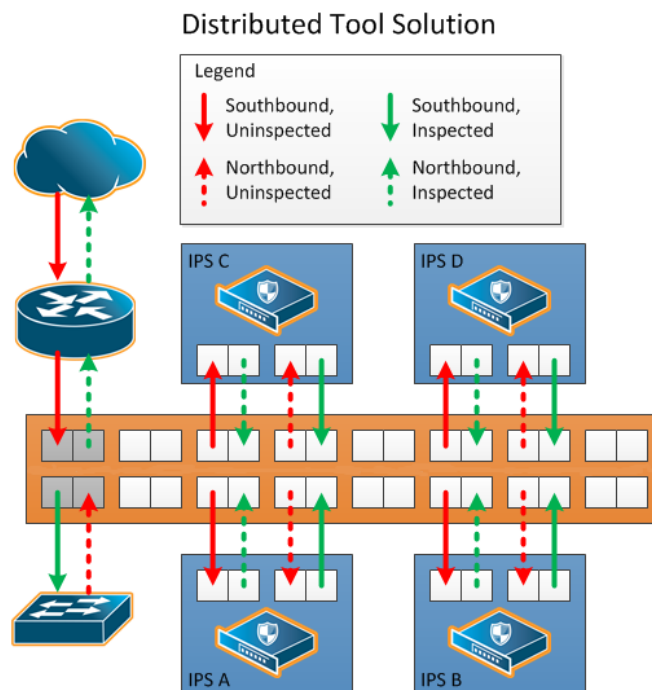 Distributed Tool Solution
Legend
Southbound,
Uninspected
Southbound,
Inspected
Northbound,
Uninspected
Northbound,
Inspected
IPS C
IPS D
IPS A
IPS B